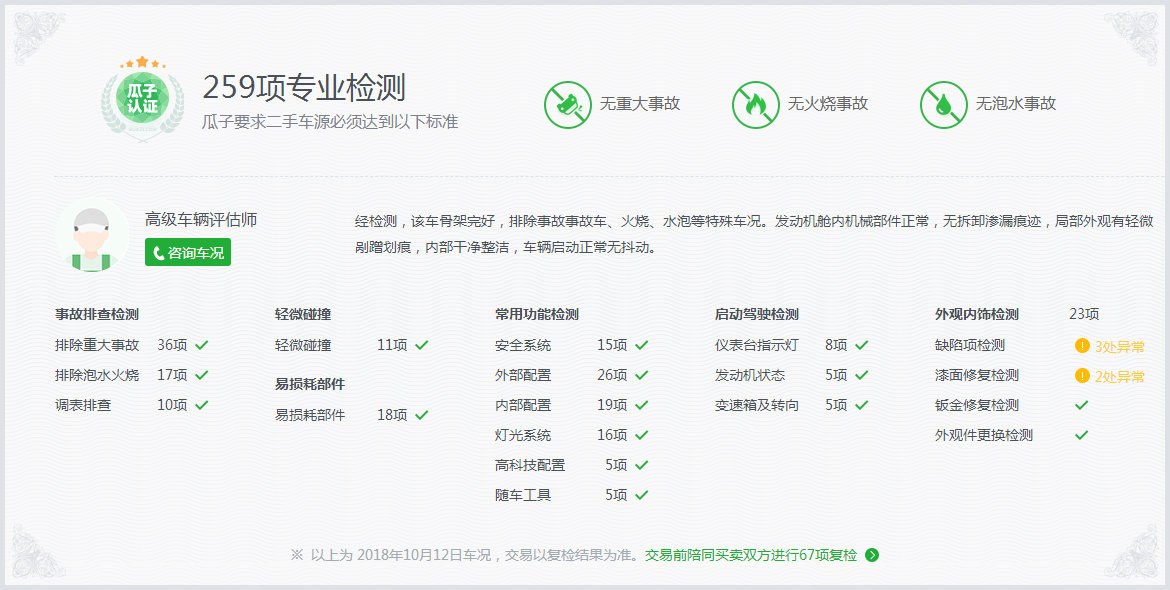 瓜子
认证
259项专业检测
瓜子要求二手车源必须达到以下标准
无重大事故
无火烧事故
无泡水事故
高级车辆评估师
咨询车况
经检测，该车骨架完好，排除事故事故车、火烧、水泡等特殊车况。发动机舱内机械部件正常，无拆卸渗漏痕迹，局部外观有轻微
剐蹭划痕，内部干净整洁，车辆启动正常无抖动。
事故排查检测
排除重大事故 36项
排除泡水火烧 17项
调表排查 10项
轻微碰撞
轻微碰撞 11项
易损耗部件
易损耗部件 18项
常用功能检测
安全系统 15项
外部配置 26项
内部配置 19项
灯光系统 16项
高科技配置 5项
随车工具 5项
启动驾驶检测
仪表台指示灯 8项
发动机状态 5项
变速箱及转向 5项
外观内饰检测 23项
缺陷项检测 3处异常
漆面修复检测 2处异常
钣金修复检测
外观件更换检测
※ 以上为 2018年10月12日车况，交易以复检结果为准。交易前陪同买卖双方进行67项复检